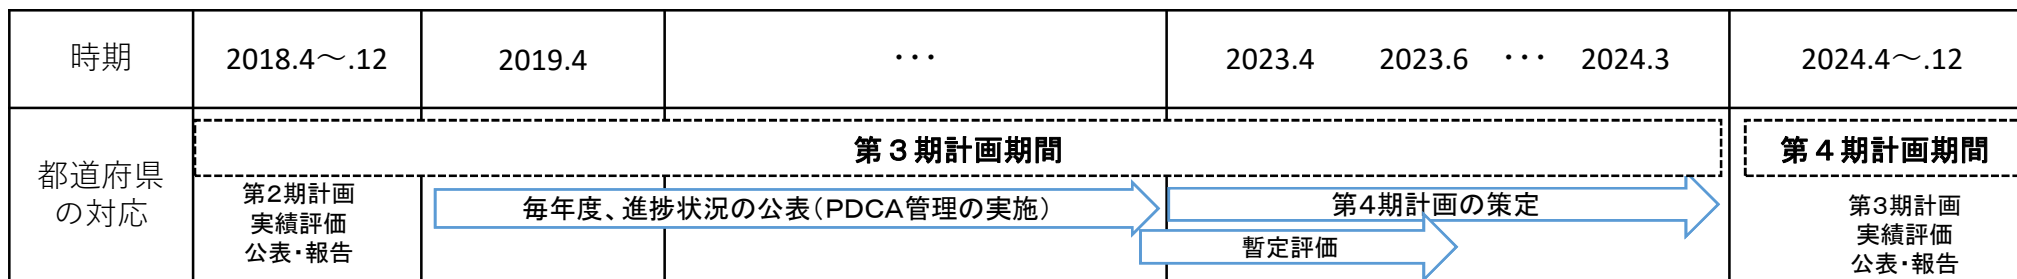 時期
2018.4～.12
2019.4
･･･
2023.4 2023.6 ･･･ 2024.3
2024.4～.12
都道府県
の対応
第３期計画期間
第４期計画期間
第2期計画
実績評価
公表・報告
毎年度、進捗状況の公表（PDCA管理の実施）
第4期計画の策定
暫定評価
第3期計画
実績評価
公表・報告